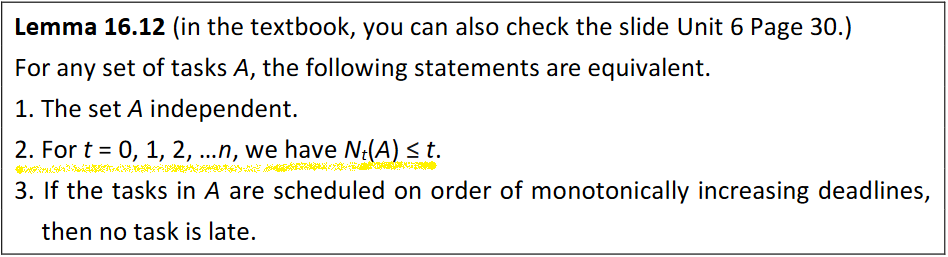 Lemma 16.12 (in the textbook, you can also check the slide Unit 6 Page 30.)
For any set of tasks A, the following statements are equivalent.
1. The set A independent.
2. For t = 0, 1, 2, …n, we have Nt(A) ≤ t.
3. If the tasks in A are scheduled on order of monotonically increasing deadlines,
then no task is late.